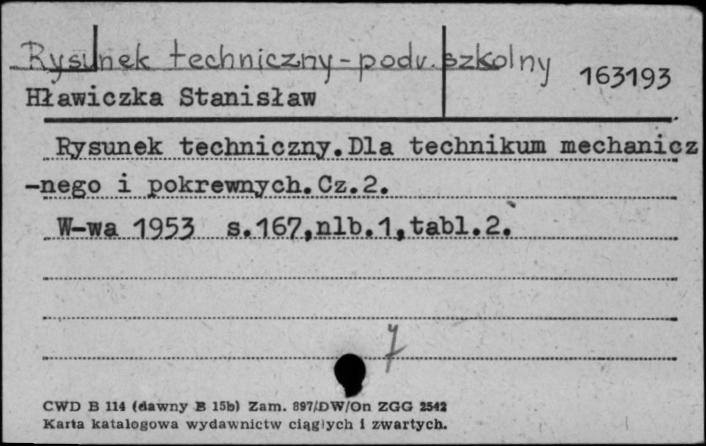 Rysunek techniczny - podr. szkolny
163193
Hławiczka Stanisław
Rysunek techniczny.Dla technikum mechanicz
-nego i pokrewnych.Cz.2.
W-wa 1953 s.167,nlb.1,tabl.2.
7
CWD B 114 (dawny B 15b) Zam. 897/DW/On ZGG 2542
Karta katalogowa wydawnictw ciągłych i zwartych.